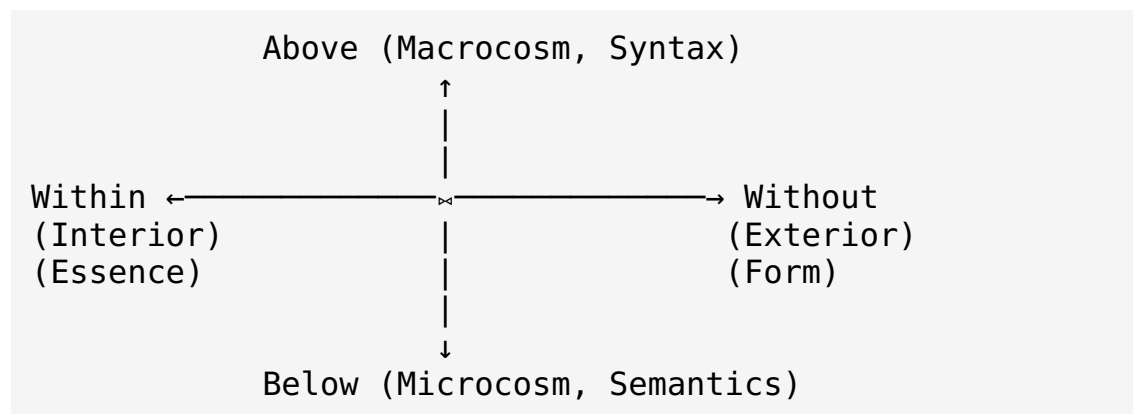 Above (Macrocosm, Syntax)
↑
|
|
Within ←─────────────⋈─────────────→ Without
(Interior) | (Exterior)
(Essence) | (Form)
|
↓
Below (Microcosm, Semantics)